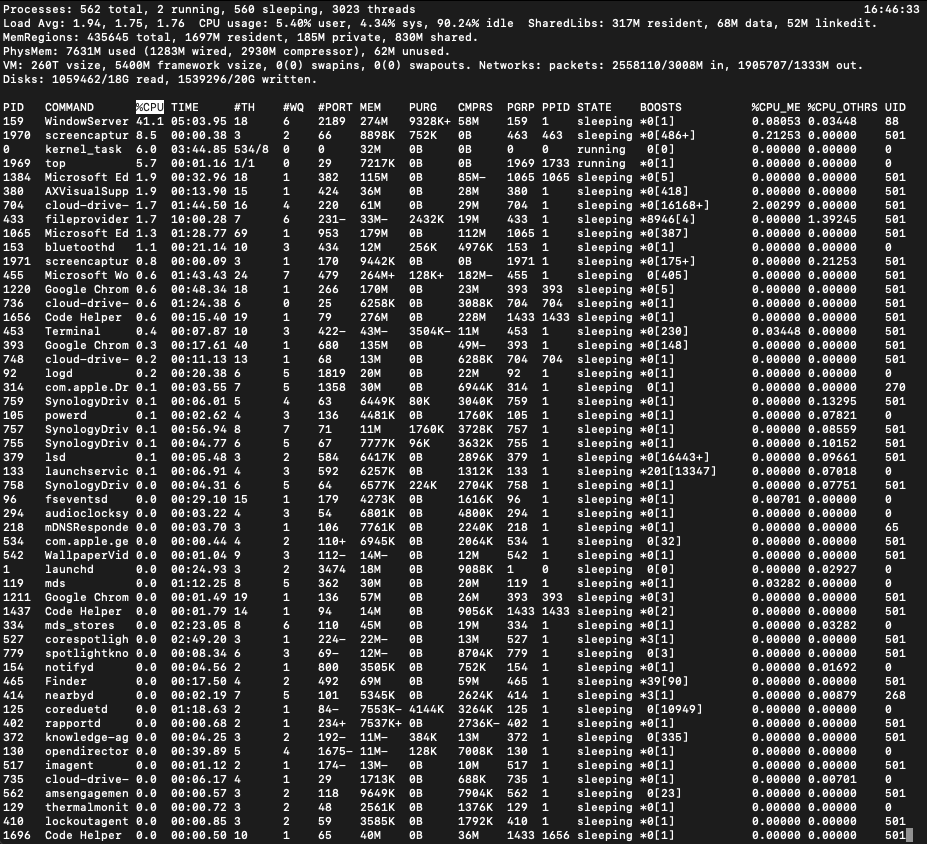 Processes: 562 total, 2 running, 560 sleeping, 3023 threads 16:46:33
Load Avg: 1.94, 1.75, 1.76 CPU usage: 5.40% user, 4.34% sys, 90.24% idle SharedLibs: 317M resident, 68M data, 52M linkedit.
MemRegions: 435645 total, 1697M resident, 185M private, 830M shared.
PhysMem: 7631M used (1283M wired, 2930M compressor), 62M unused.
VM: 260T vsize, 5400M framework vsize, 0(0) swapins, 0(0) swapouts. Networks: packets: 2558110/3008M in, 1905707/1333M out.
Disks: 1059462/18G read, 1539296/20G written.
PID COMMAND %CPU TIME #TH #WQ #PORT MEM PURG CMPRS PGRP PPID STATE BOOSTS %CPU_ME %CPU_OTHRS UID
159 WindowServer 41.1 05:03.95 18 6 2189 274M 9328K+ 58M 159 1 sleeping *0[1] 0.08053 0.03448 88
1970 screencaptur 8.5 00:00.38 3 2 66 8898K 752K 0B 463 463 sleeping *0[486+] 0.21253 0.00000 501
0 kernel_task 6.0 03:44.85 534/8 0 0 32M 0B 0B 0 0 running 0[0] 0.00000 0.00000 0
1969 top 5.7 00:01.16 1/1 0 29 7217K 0B 0B 1969 1733 running *0[1] 0.00000 0.00000 0
1384 Microsoft Ed 1.9 00:32.96 18 1 382 115M 0B 85M- 1065 1065 sleeping *0[5] 0.00000 0.00000 501
380 AXVisualSupp 1.9 00:13.90 15 1 424 36M 0B 28M 380 1 sleeping *0[418] 0.00000 0.00000 501
704 cloud-drive- 1.7 01:44.50 16 4 220 61M 0B 29M 704 1 sleeping *0[16168+] 2.00299 0.00000 501
433 fileprovider 1.7 10:00.28 7 6 231- 33M- 2432K 19M 433 1 sleeping *8946[4] 0.00000 1.39245 501
1065 Microsoft Ed 1.3 01:28.77 69 1 953 179M 0B 112M 1065 1 sleeping *0[387] 0.00000 0.00000 501
153 bluetoothd 1.1 00:21.14 10 3 434 12M 256K 4976K 153 1 sleeping *0[1] 0.00000 0.00000 0
1971 screencaptur 0.8 00:00.09 3 1 170 9442K 0B 0B 1971 1 sleeping *0[175+] 0.00000 0.21253 501
455 Microsoft Wo 0.6 01:43.43 24 7 479 264M+ 128K+ 182M- 455 1 sleeping 0[405] 0.00000 0.00000 501
1220 Google Chrom 0.6 00:48.34 18 1 266 170M 0B 23M 393 393 sleeping *0[5] 0.00000 0.00000 501
736 cloud-drive- 0.6 01:24.38 6 0 25 6258K 0B 3088K 704 704 sleeping *0[1] 0.00000 0.00000 501
1656 Code Helper 0.6 00:15.40 19 1 79 276M 0B 228M 1433 1433 sleeping *0[1] 0.00000 0.00000 501
453 Terminal 0.4 00:07.87 10 3 422- 43M- 3504K- 11M 453 1 sleeping *0[230] 0.03448 0.00000 501
393 Google Chrom 0.3 00:17.61 40 1 680 135M 0B 49M- 393 1 sleeping *0[148] 0.00000 0.00000 501
748 cloud-drive- 0.2 00:11.13 13 1 68 13M 0B 6288K 704 704 sleeping *0[1] 0.00000 0.00000 501
92 logd 0.2 00:20.38 6 5 1819 20M 0B 22M 92 1 sleeping *0[1] 0.00000 0.00000 0
314 com.apple.Dr 0.1 00:03.55 7 5 1358 30M 0B 6944K 314 1 sleeping 0[1] 0.00000 0.00000 270
759 SynologyDriv 0.1 00:06.01 5 4 63 6449K 80K 3040K 759 1 sleeping *0[1] 0.00000 0.13295 501
105 powerd 0.1 00:02.62 4 3 136 4481K 0B 1760K 105 1 sleeping *0[1] 0.00000 0.07821 0
757 SynologyDriv 0.1 00:56.94 8 7 71 11M 1760K 3728K 757 1 sleeping *0[1] 0.00000 0.08559 501
755 SynologyDriv 0.1 00:04.77 6 5 67 7777K 96K 3632K 755 1 sleeping *0[1] 0.00000 0.10152 501
379 lsd 0.1 00:05.48 3 2 584 6417K 0B 2896K 379 1 sleeping *0[16443+] 0.00000 0.09661 501
133 launchservic 0.1 00:06.91 4 3 592 6257K 0B 1312K 133 1 sleeping *201[13347] 0.00000 0.07018 0
758 SynologyDriv 0.0 00:04.31 6 5 64 6577K 224K 2704K 758 1 sleeping *0[1] 0.00000 0.07751 501
96 fseventsd 0.0 00:29.10 15 1 179 4273K 0B 1616K 96 1 sleeping *0[1] 0.00701 0.00000 0
294 audioclocksy 0.0 00:03.22 4 3 54 6801K 0B 4800K 294 1 sleeping *0[1] 0.00000 0.00000 0
218 mDNSResponde 0.0 00:03.70 3 1 106 7761K 0B 2240K 218 1 sleeping *0[1] 0.00000 0.00000 65
534 com.apple.ge 0.0 00:00.44 4 2 110+ 6945K 0B 2064K 534 1 sleeping 0[32] 0.00000 0.00000 501
542 WallpaperVid 0.0 00:01.04 9 3 112- 14M- 0B 12M 542 1 sleeping *0[1] 0.00000 0.00000 501
1 launchd 0.0 00:24.93 3 2 3474 18M 0B 9088K 1 0 sleeping 0[1] 0.00000 0.02927 0
119 mds 0.0 01:12.25 8 5 362 30M 0B 20M 119 1 sleeping *0[1] 0.03282 0.00000 0
1211 Google Chrom 0.0 00:01.49 19 1 136 57M 0B 26M 393 393 sleeping *0[3] 0.00000 0.00000 501
1437 Code Helper 0.0 00:01.79 14 1 94 14M 0B 9056K 1433 1433 sleeping *0[2] 0.00000 0.00000 501
334 mds_stores 0.0 02:23.05 8 6 110 45M 0B 19M 334 1 sleeping *0[1] 0.00000 0.03282 0
527 corespotligh 0.0 02:49.20 3 1 224- 22M- 0B 13M 527 1 sleeping *3[1] 0.00000 0.00000 501
779 spotlightkno 0.0 00:08.34 6 3 69- 12M- 0B 8704K 779 1 sleeping 0[3] 0.00000 0.00000 501
154 notifyd 0.0 00:04.56 2 1 800 3505K 0B 752K 154 1 sleeping *0[1] 0.00000 0.01692 0
465 Finder 0.0 00:17.50 4 2 492 69M 0B 59M 465 1 sleeping *39[90] 0.00000 0.00000 501
414 nearbyd 0.0 00:02.19 7 5 101 5345K 0B 2624K 414 1 sleeping *3[1] 0.00000 0.00879 268
125 coreduetd 0.0 01:18.63 2 1 84- 7553K- 4144K 3264K 125 1 sleeping 0[10949] 0.00000 0.00000 0
402 rapportd 0.0 00:00.68 2 1 234+ 7537K+ 0B 2736K- 402 1 sleeping *0[1] 0.00000 0.00000 501
372 knowledge-ag 0.0 00:04.25 3 2 192- 11M- 384K 13M 372 1 sleeping 0[335] 0.00000 0.00000 501
130 opendirector 0.0 00:39.89 5 4 1675- 11M- 128K 7008K 130 1 sleeping *0[1] 0.00000 0.00000 0
517 imagent 0.0 00:01.12 2 1 174- 13M- 0B 10M 517 1 sleeping *0[1] 0.00000 0.00000 501
735 cloud-drive- 0.0 00:06.17 4 1 29 1713K 0B 688K 735 1 sleeping *0[1] 0.00000 0.00701 0
562 amsengagemen 0.0 00:00.57 3 2 118 9649K 0B 7904K 562 1 sleeping 0[23] 0.00000 0.00000 501
129 thermalmonit 0.0 00:00.72 3 2 48 2561K 0B 1376K 129 1 sleeping *0[1] 0.00000 0.00000 0
410 lockoutagent 0.0 00:00.85 3 2 59 3585K 0B 1792K 410 1 sleeping *0[1] 0.00000 0.00000 501
1696 Code Helper 0.0 00:00.50 10 1 65 40M 0B 36M 1433 1656 sleeping *0[1] 0.00000 0.00000 501